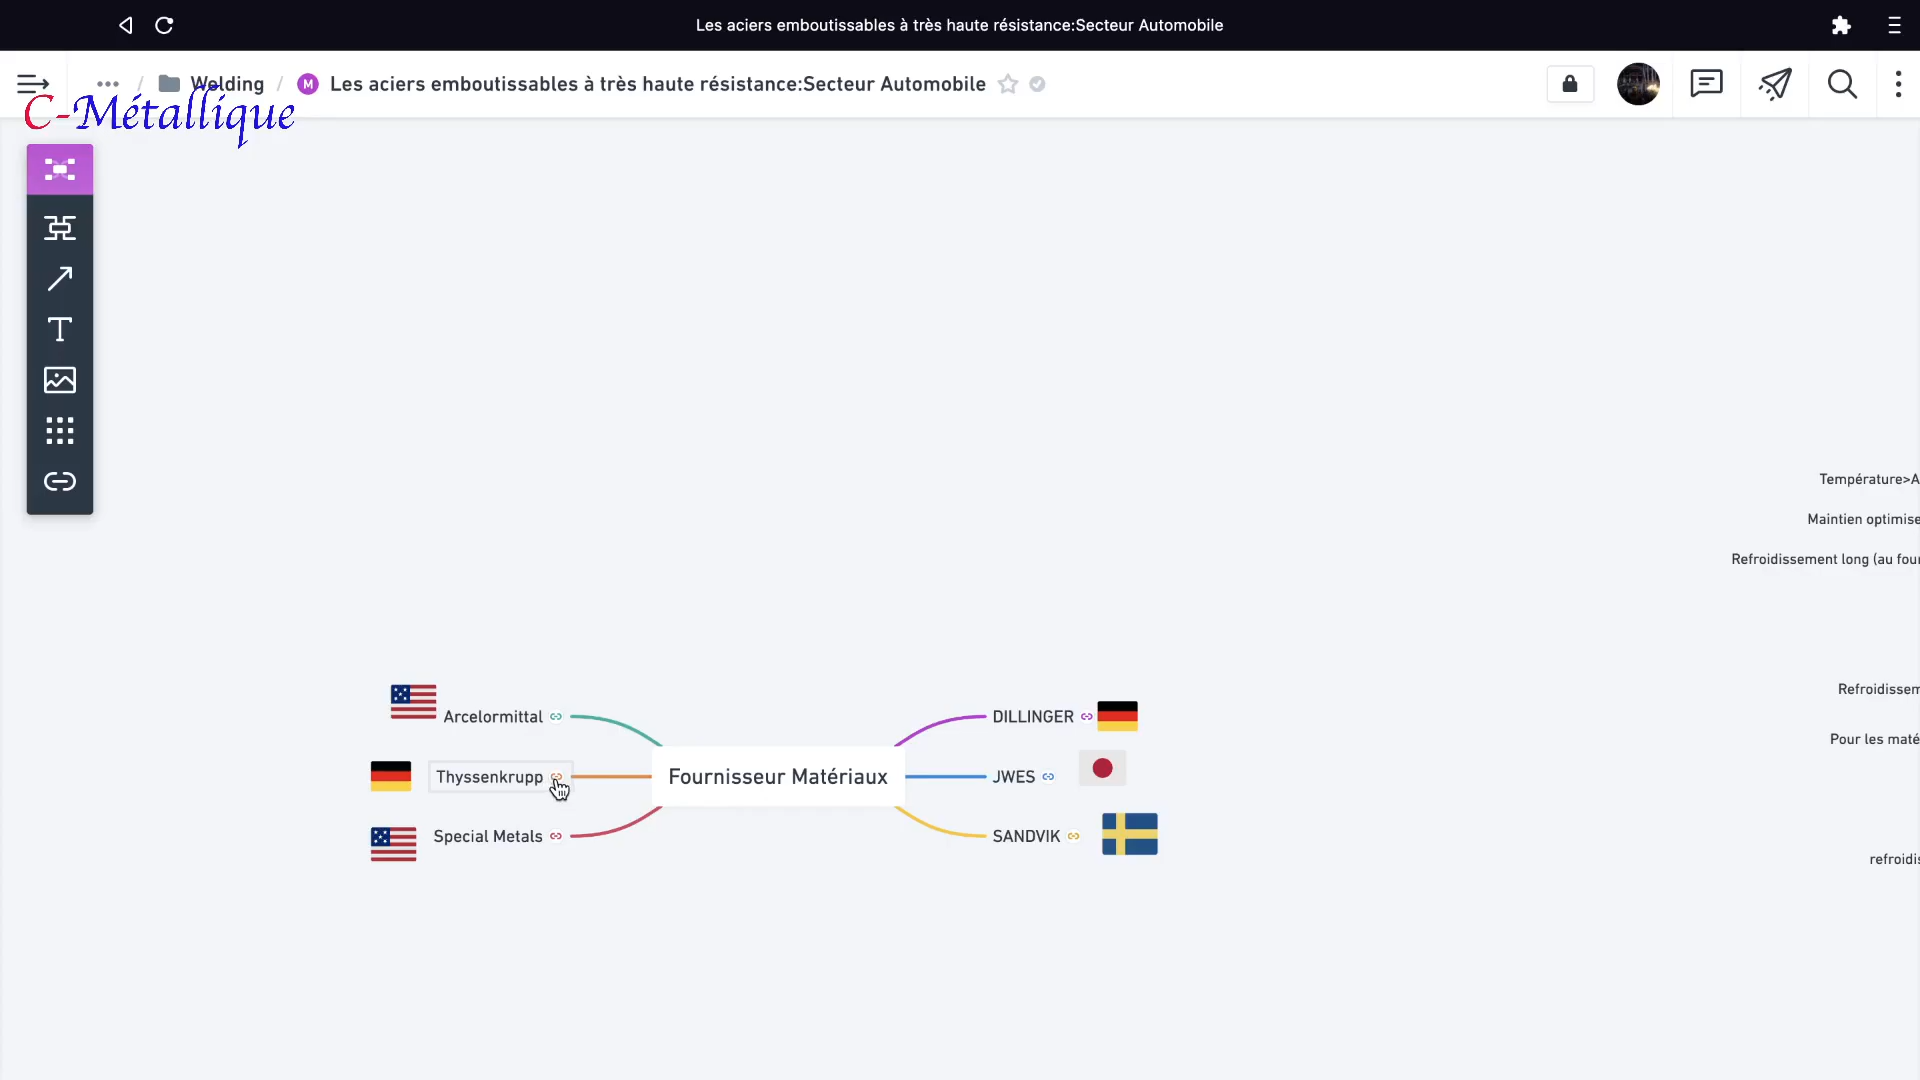 Les aciers emboutissables à très haute résistance:Secteur Automobile
/ Welding / M Les aciers emboutissables à très haute résistance:Secteur Automobile
C-Métallique
T
Température>A
Maintien optimise
Refroidissement long (au four
Refroidissem
Arcelormittal
DILLINGER
Pour les maté
Thyssenkrupp
Fournisseur Matériaux
JWES
Special Metals
SANDVIK
refroidis